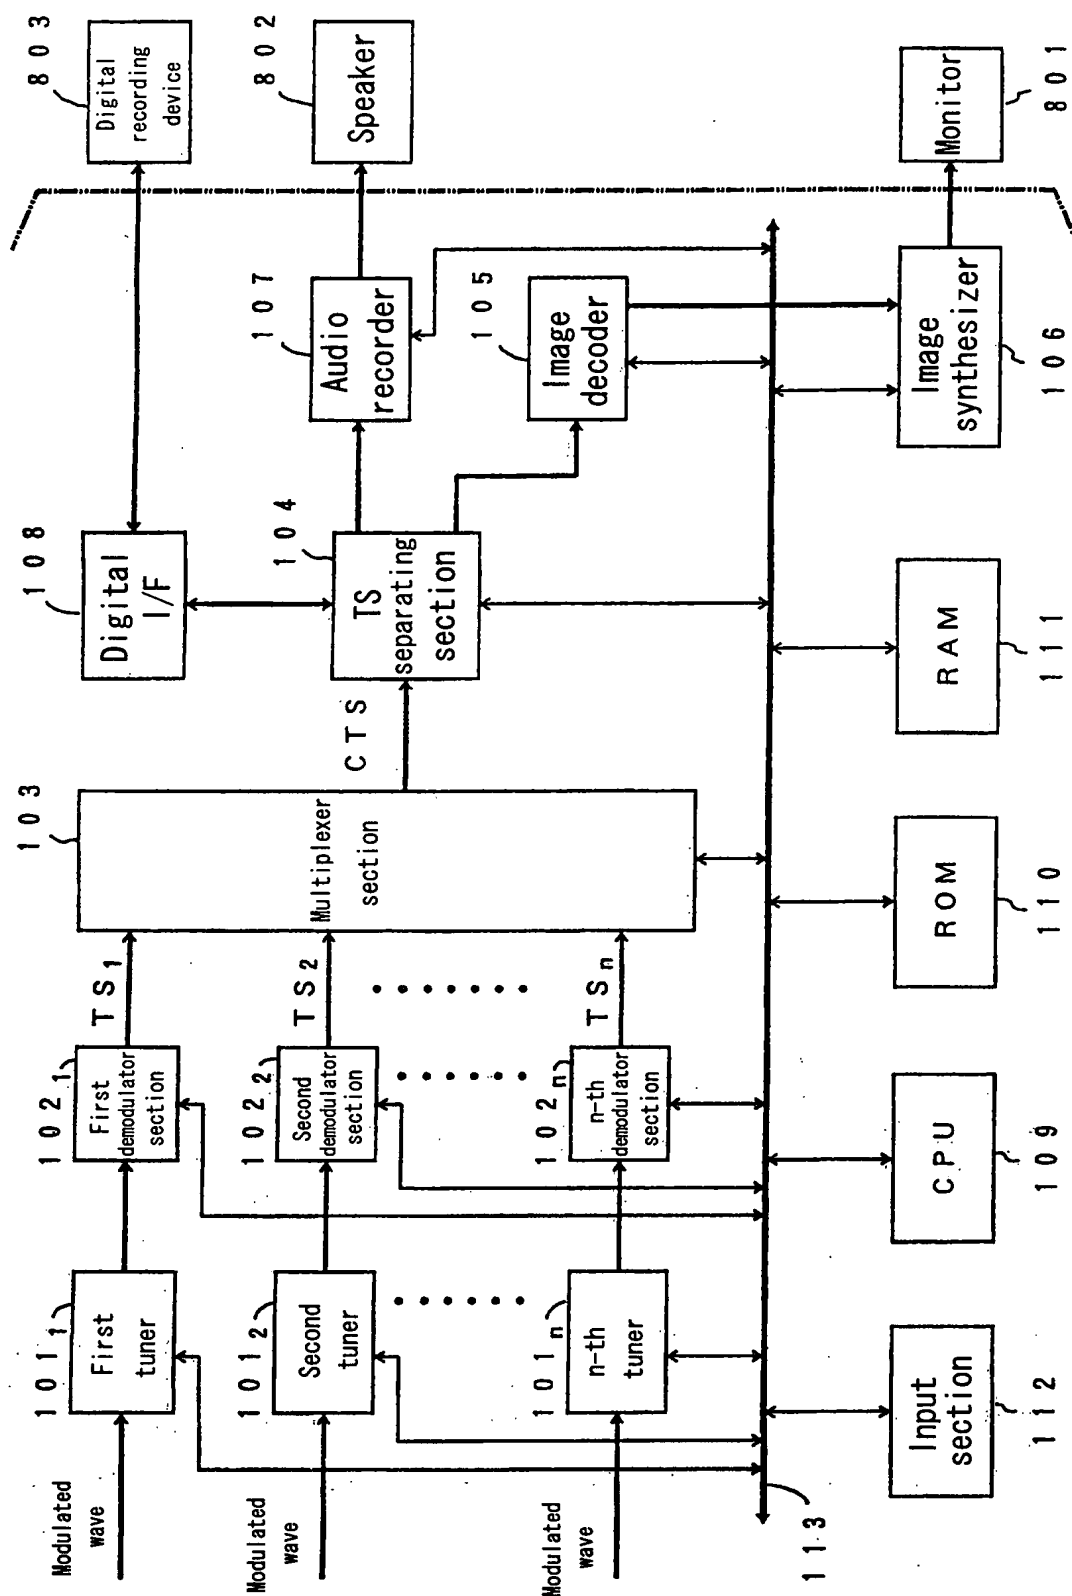 Modulated
wave
101₁
First
tuner
102₁
First
demodulator
section
TS₁
103
Multiplexer
section
108
Digital
I/F
803
Digital
recording
device
Modulated
wave
101₂
Second
tuner
102₂
Second
demodulator
section
TS₂
CTS
104
TS
separating
section
107
Audio
recorder
802
Speaker
105
Image
decoder
Modulated
wave
101ₙ
n-th
tuner
102ₙ
n-th
demodulator
section
TSₙ
113
Input
section
112
CPU
109
ROM
110
RAM
111
Image
synthesizer
106
Monitor
801